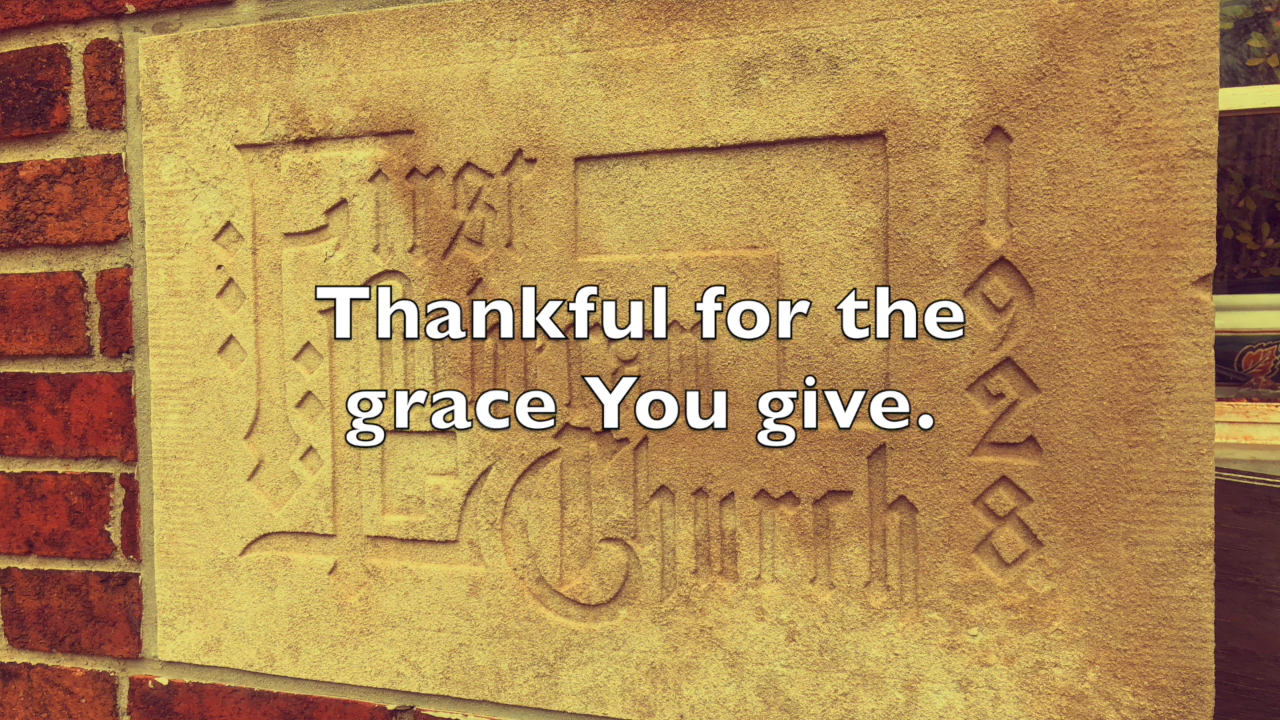 First
Thankful for the
grace You give.
Church
1928